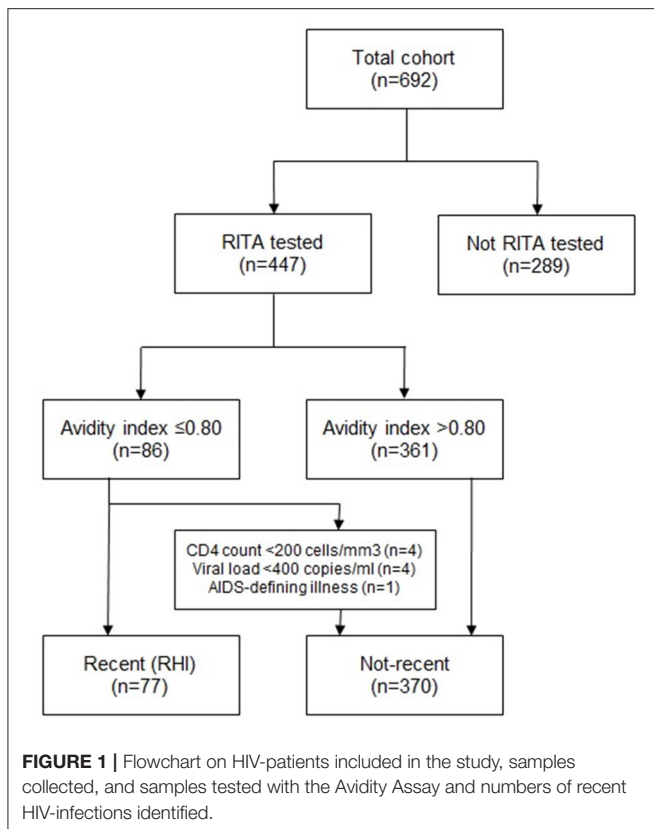 Total cohort
(n=692)
RITA tested
(n=447)
Not RITA tested
(n=289)
Avidity index ≤0.80
(n=86)
Avidity index >0.80
(n=361)
CD4 count <200 cells/mm3 (n=4)
Viral load <400 copies/ml (n=4)
AIDS-defining illness (n=1)
Recent (RHI)
(n=77)
Not-recent
(n=370)
FIGURE 1 | Flowchart on HIV-patients included in the study, samples
collected, and samples tested with the Avidity Assay and numbers of recent
HIV-infections identified.